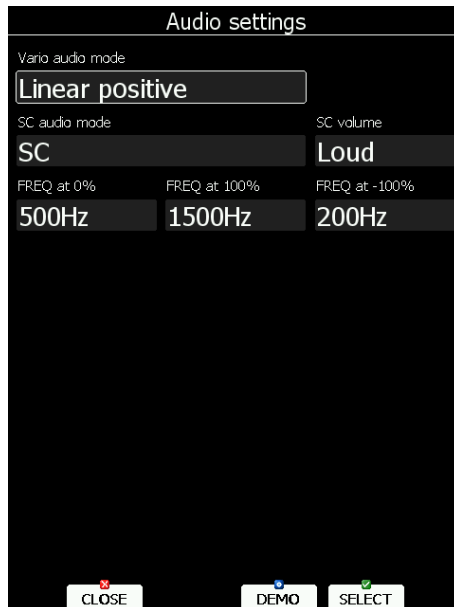 Audio settings
Vario audio mode
Linear positive
SC audio mode SC volume
SC Loud
FREQ at 0% FREQ at 100% FREQ at -100%
500Hz 1500Hz 200Hz
CLOSE DEMO SELECT